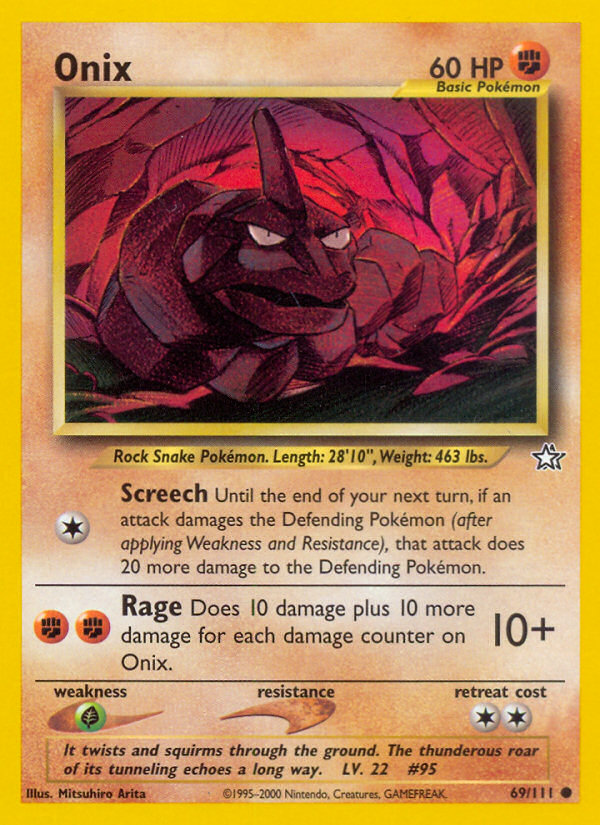 Onix
60 HP
Basic Pokémon
Rock Snake Pokémon. Length: 28'10", Weight: 463 lbs.
Screech Until the end of your next turn, if an
attack damages the Defending Pokémon (after
applying Weakness and Resistance), that attack does
20 more damage to the Defending Pokémon.
Rage Does 10 damage plus 10 more
damage for each damage counter on
Onix.
10+
weakness resistance retreat cost
It twists and squirms through the ground. The thunderous roar
of its tunneling echoes a long way. LV. 22 #95
Illus. Mitsuhiro Arita ©1995-2000 Nintendo, Creatures, GAMEFREAK. 69/111